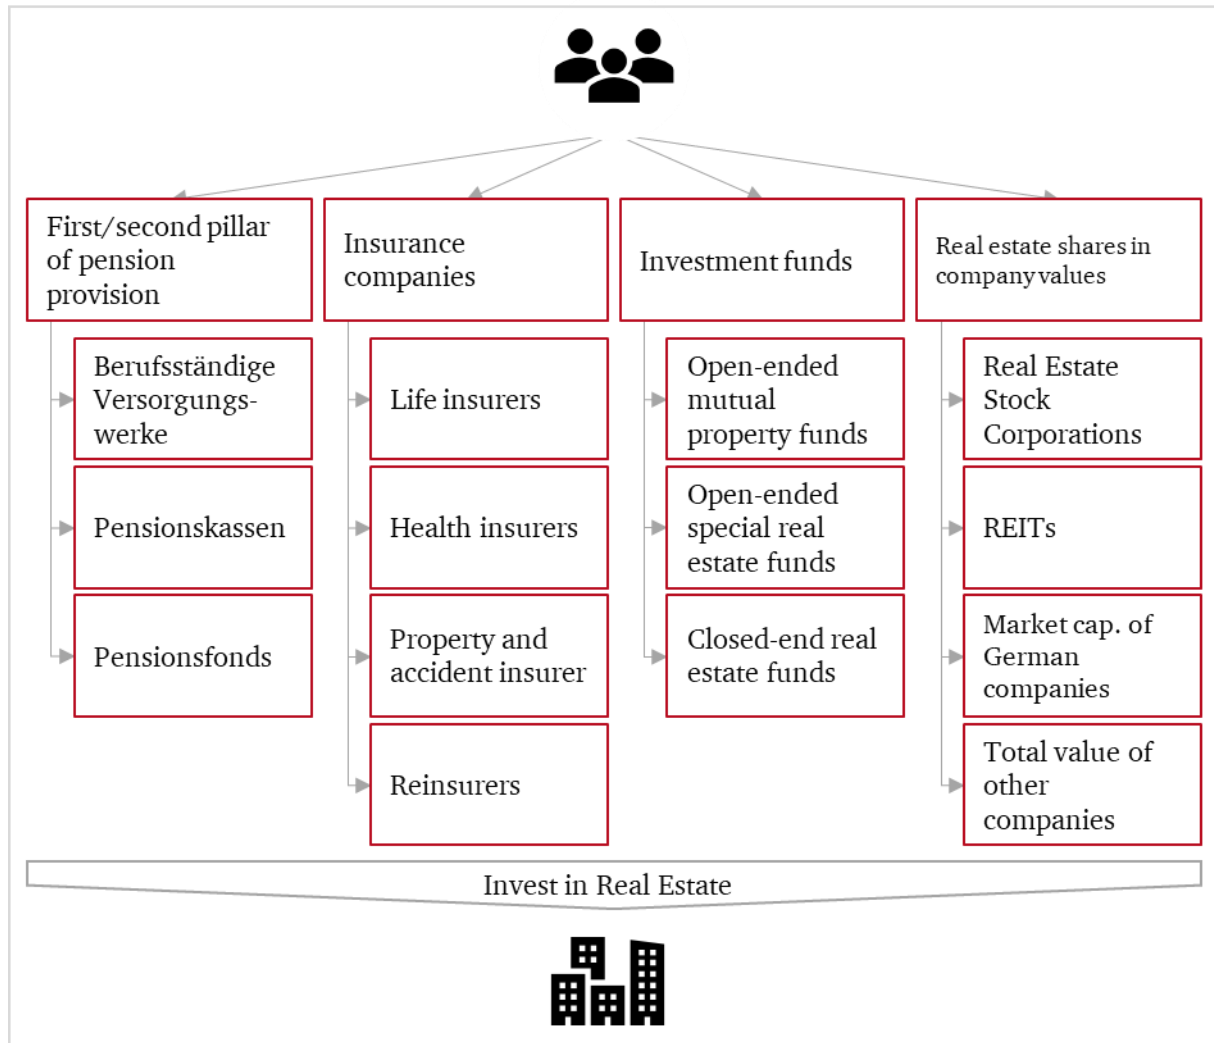 First/second pillar
of pension
provision
Berufsständige
Versorgungs-
werke
Pensionskassen
Pensionsfonds
Insurance
companies
Life insurers
Health insurers
Property and
accident insurer
Reinsurers
Investment funds
Open-ended
mutual
property funds
Open-ended
special real
estate funds
Closed-end real
estate funds
Real estate shares in
company values
Real Estate
Stock
Corporations
REITs
Market cap. of
German
companies
Total value of
other
companies
Invest in Real Estate